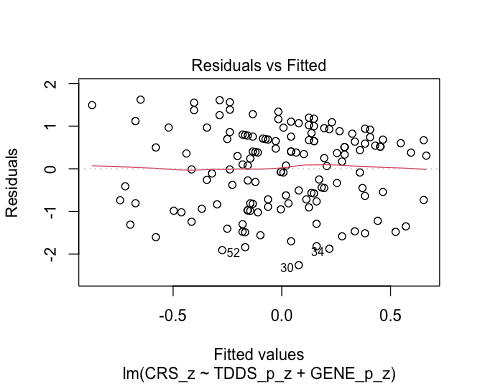 Residuals vs Fitted
Residuals
2
1
0
-1
-2
52
34
30
-0.5
0.0
0.5
Fitted values
lm(CRS_z ~ TDDS_p_z + GENE_p_z)